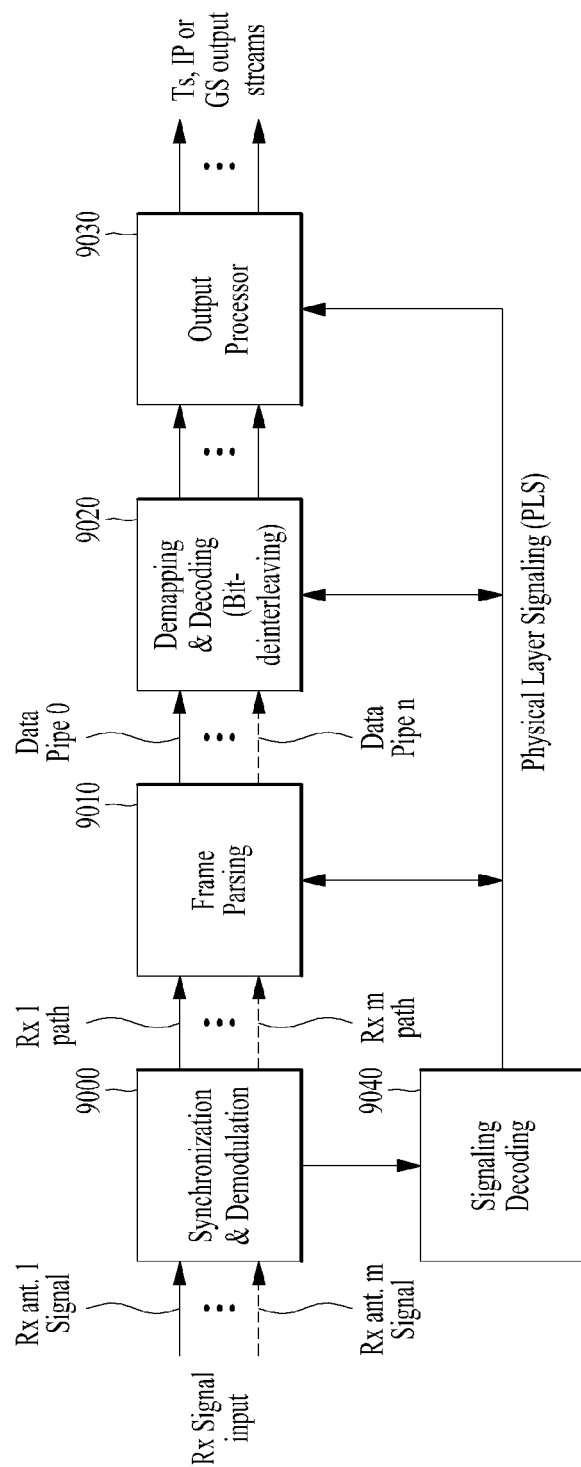 Rx Signal
input
Rx ant. 1
Signal
Rx ant. m
Signal
9000
Synchronization
& Demodulation
Rx 1
path
Rx m
path
9010
Frame
Parsing
Data
Pipe 0
Data
Pipe n
9020
Demapping
& Decoding
(Bit-
deinterleaving)
9030
Output
Processor
Ts, IP or
GS output
streams
9040
Signaling
Decoding
Physical Layer Signaling (PLS)